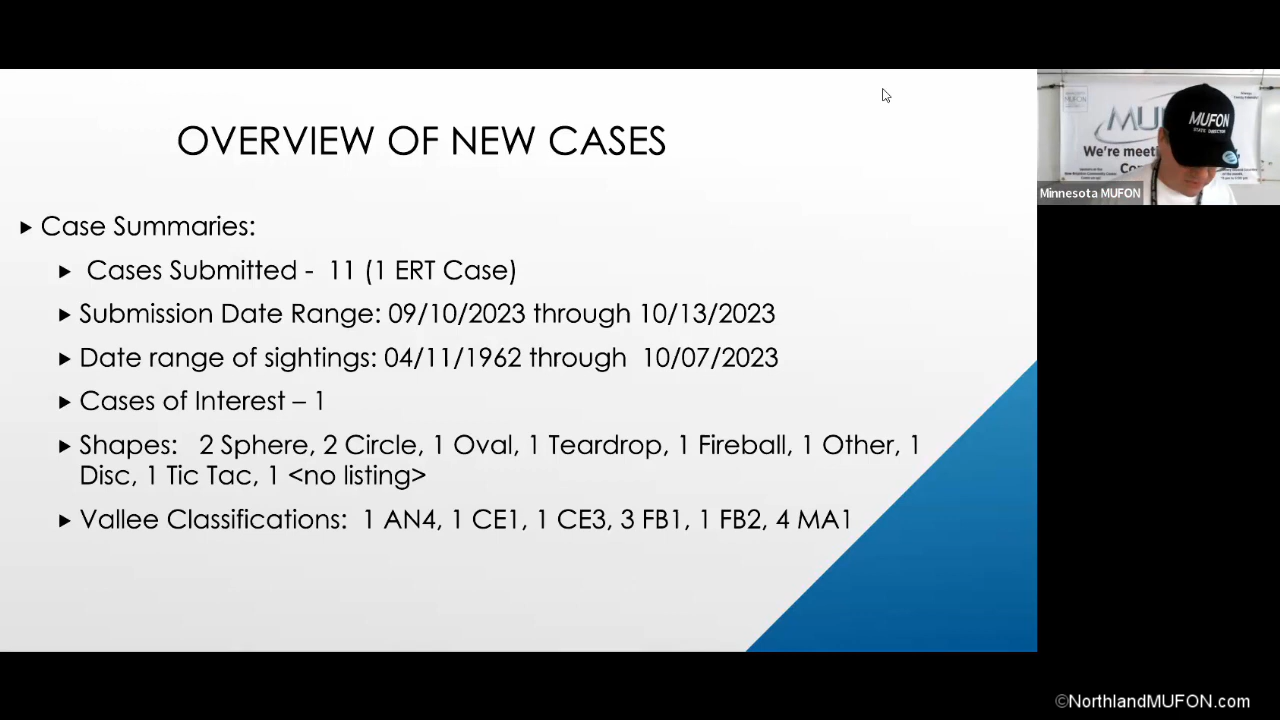 OVERVIEW OF NEW CASES
Case Summaries:
Cases Submitted - 11 (1 ERT Case)
Submission Date Range: 09/10/2023 through 10/13/2023
Date range of sightings: 04/11/1962 through 10/07/2023
Cases of Interest – 1
Shapes: 2 Sphere, 2 Circle, 1 Oval, 1 Teardrop, 1 Fireball, 1 Other, 1
Disc, 1 Tic Tac, 1 <no listing>
Vallee Classifications: 1 AN4, 1 CE1, 1 CE3, 3 FB1, 1 FB2, 4 MA1
MUFON
STATE DIRECTOR
We're
Minnesota MUFON
©NorthlandMUFON.com